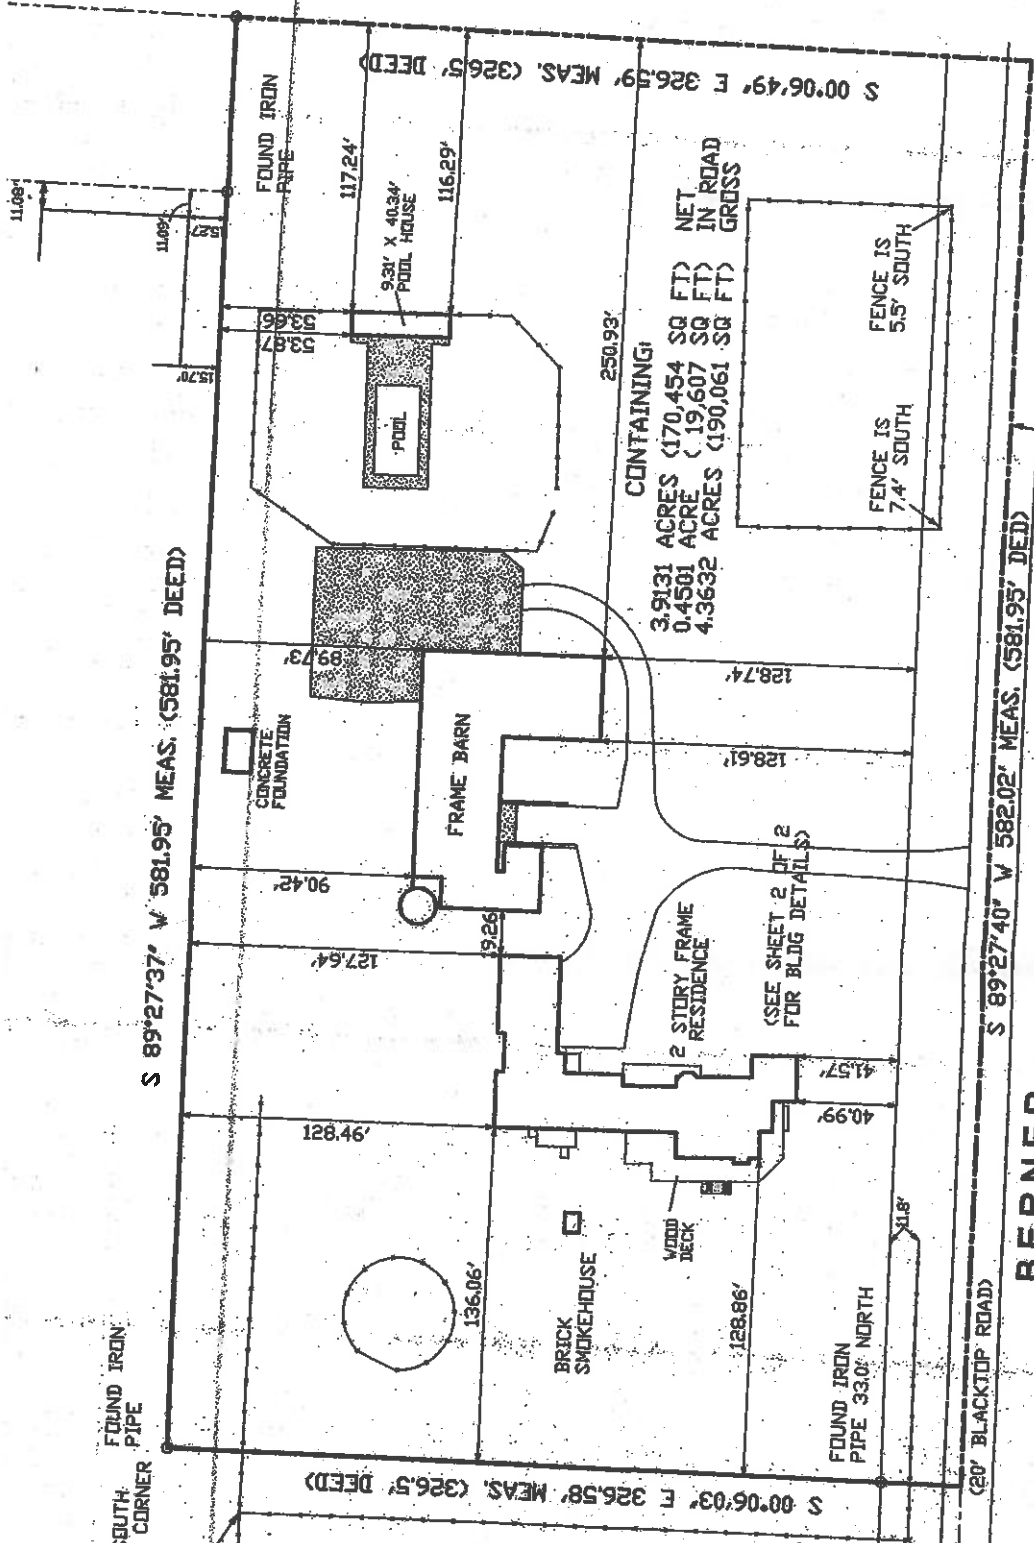 S 89°27'37" W 581.95' MEAS. (581.95' DEED)
FOUND IRON
PIPE
SOUTH
CORNER
FOUND IRON
PIPE
11.08'
11.09'
15.70'
S 00°06'49" E 326.59' MEAS. (326.5' DEED)
117.24'
116.29'
9.31' X 40.34'
POOL HOUSE
53.66
53.87
POOL
250.93'
CONTAINING:
3.9131 ACRES (170,454 SQ FT) NET
0.4501 ACRE ( 19,607 SQ FT) IN ROAD
4.3632 ACRES (190,061 SQ FT) GROSS
FENCE IS
5.5' SOUTH
FENCE IS
7.4' SOUTH
89.73'
128.74'
128.61'
CONCRETE
FOUNDATION
FRAME BARN
90.42'
127.64'
9.26
2 STORY FRAME
RESIDENCE
(SEE SHEET 2 OF 2
FOR BLDG DETAILS)
41.57'
40.99'
128.46'
136.06'
128.86'
WOOD
DECK
BRICK
SMOKEHOUSE
FOUND IRON
PIPE 33.0' NORTH
11.8'
S 00°06'03" E 326.58' MEAS. (326.5' DEED)
S 89°27'40" W 582.02' MEAS. (581.95' DED)
(20' BLACKTOP ROAD)
BERNER